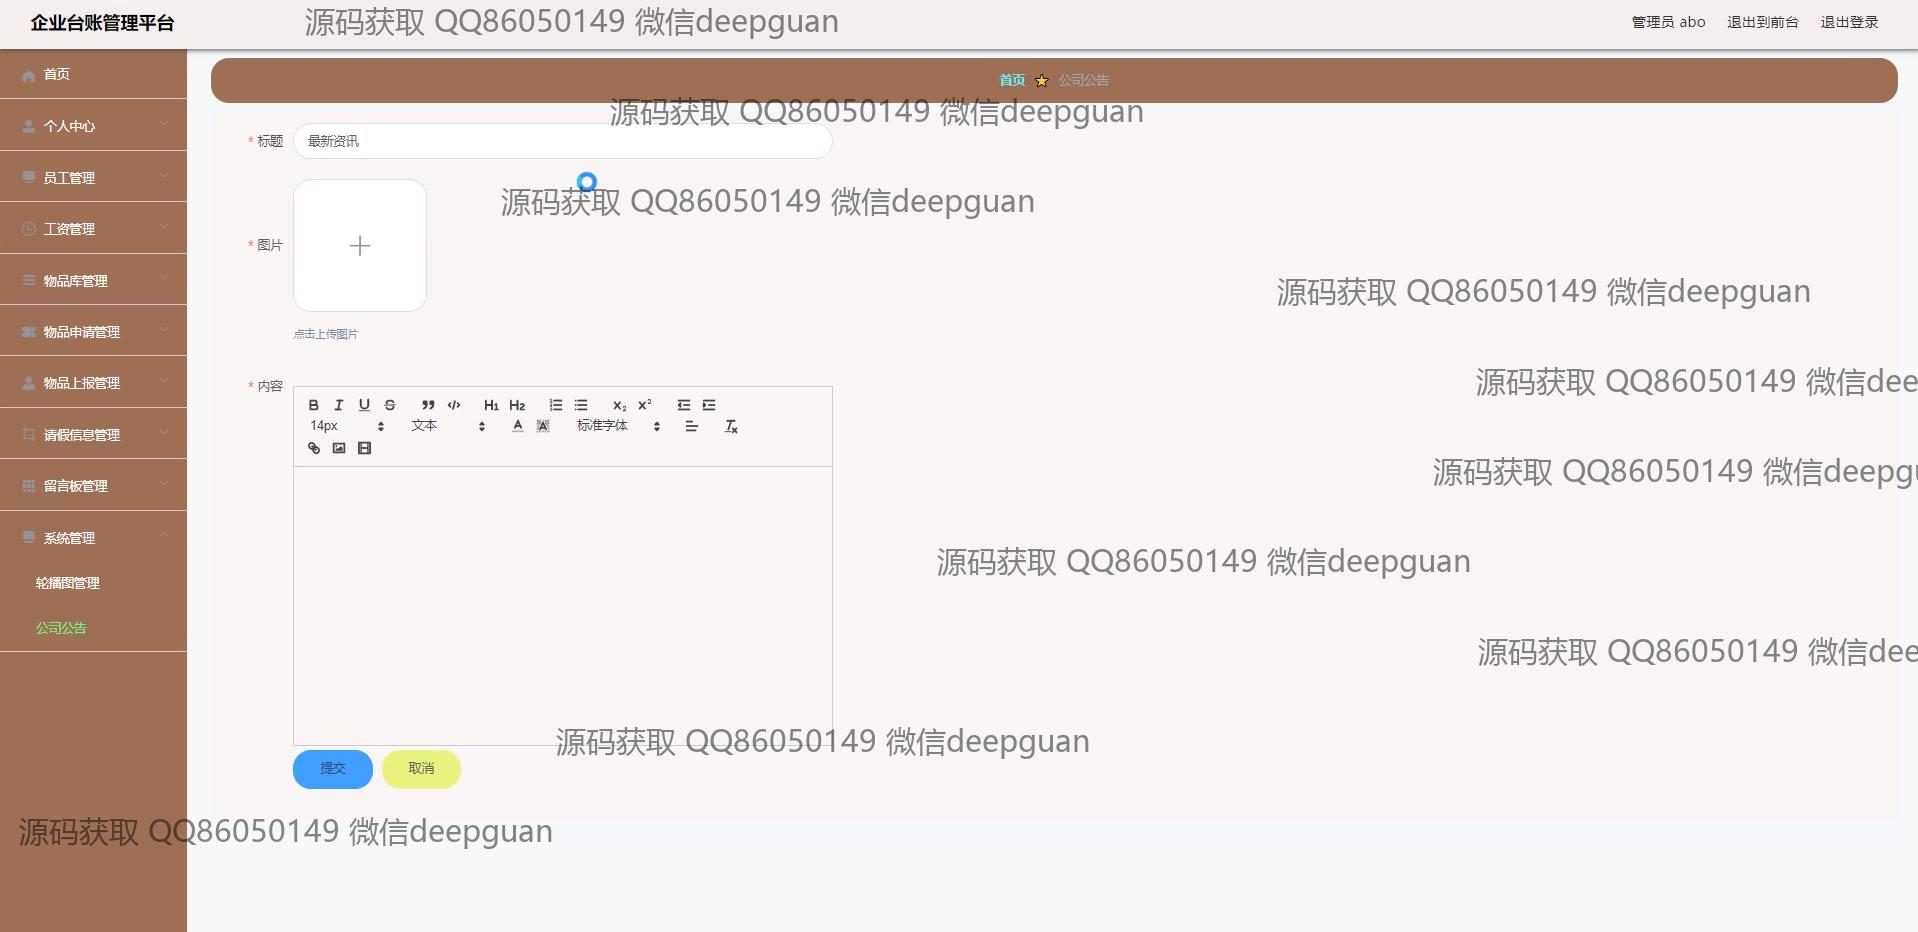 企业台账管理平台
源码获取 QQ86050149 微信deepguan
管理员 abo 退出到前台 退出登录
首页
首页 公司公告
源码获取 QQ86050149 微信deepguan
个人中心
* 标题 最新资讯
员工管理
源码获取 QQ86050149 微信deepguan
工资管理
* 图片
物品库管理
源码获取 QQ86050149 微信deepguan
物品申请管理
点击上传图片
物品上报管理
* 内容
源码获取 QQ86050149 微信dee
B I U S H1 H2 X2 X2
14px 文本 A A 标准字体 Tx
请假信息管理
源码获取 QQ86050149 微信deepgu
留言板管理
系统管理
源码获取 QQ86050149 微信deepguan
轮播图管理
公司公告
源码获取 QQ86050149 微信dee
源码获取 QQ86050149 微信deepguan
提交 取消
源码获取 QQ86050149 微信deepguan